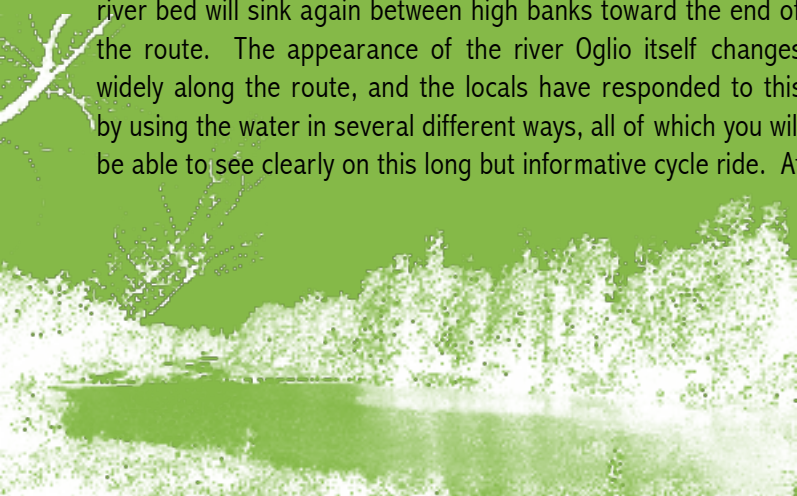 river bed will sink again between high banks toward the end of
the route. The appearance of the river Oglio itself changes
widely along the route, and the locals have responded to this
by using the water in several different ways, all of which you wil
be able to see clearly on this long but informative cycle ride. At